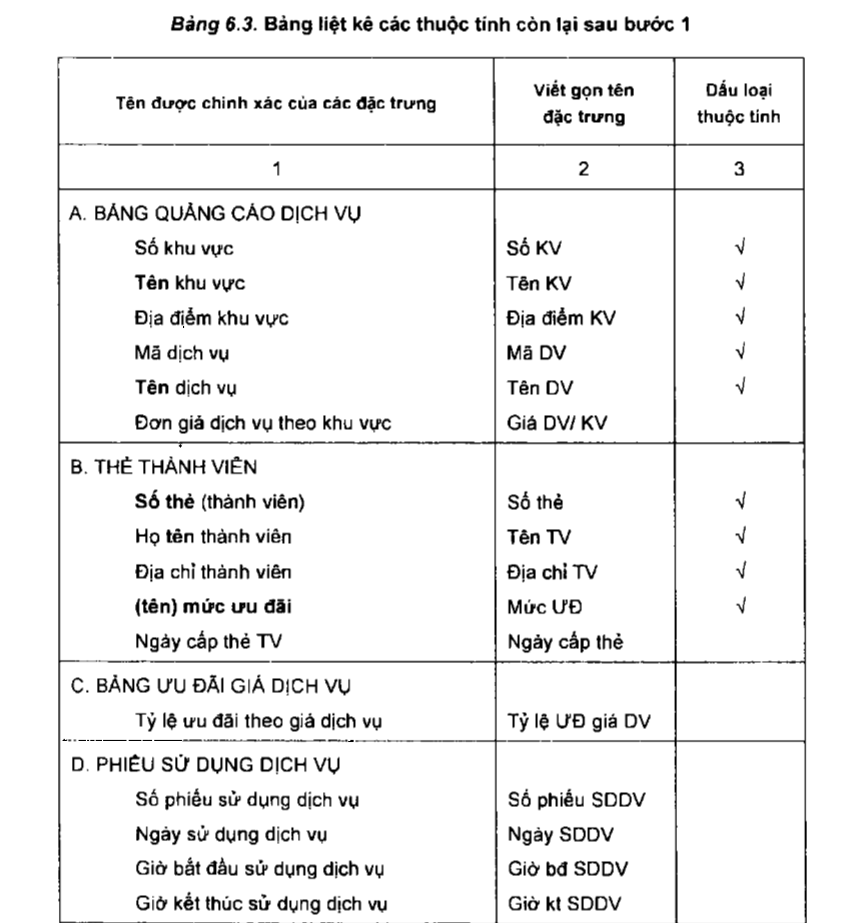 Bảng 6.3. Bảng liệt kê các thuộc tính còn lại sau bước 1
Tên được chính xác của các đặc trưng
Viết gọn tên
đặc trưng
Dấu loại
thuộc tính
1 2 3
A. BẢNG QUẢNG CÁO DỊCH VỤ
Số khu vực Số KV √
Tên khu vực Tên KV √
Địa điểm khu vực Địa điểm KV √
Mã dịch vụ Mã DV √
Tên dịch vụ Tên DV √
Đơn giá dịch vụ theo khu vực Giá DV/ KV
B. THẺ THÀNH VIÊN
Số thẻ (thành viên) Số thẻ √
Họ tên thành viên Tên TV √
Địa chỉ thành viên Địa chỉ TV √
(tên) mức ưu đãi Mức ƯĐ √
Ngày cấp thẻ TV Ngày cấp thẻ
C. BẢNG ƯU ĐÃI GIÁ DỊCH VỤ
Tỷ lệ ưu đãi theo giá dịch vụ Tỷ lệ ƯĐ giá DV
D. PHIẾU SỬ DỤNG DỊCH VỤ
Số phiếu sử dụng dịch vụ Số phiếu SDDV
Ngày sử dụng dịch vụ Ngày SDDV
Giờ bắt đầu sử dụng dịch vụ Giờ bđ SDDV
Giờ kết thúc sử dụng dịch vụ Giờ kt SDDV